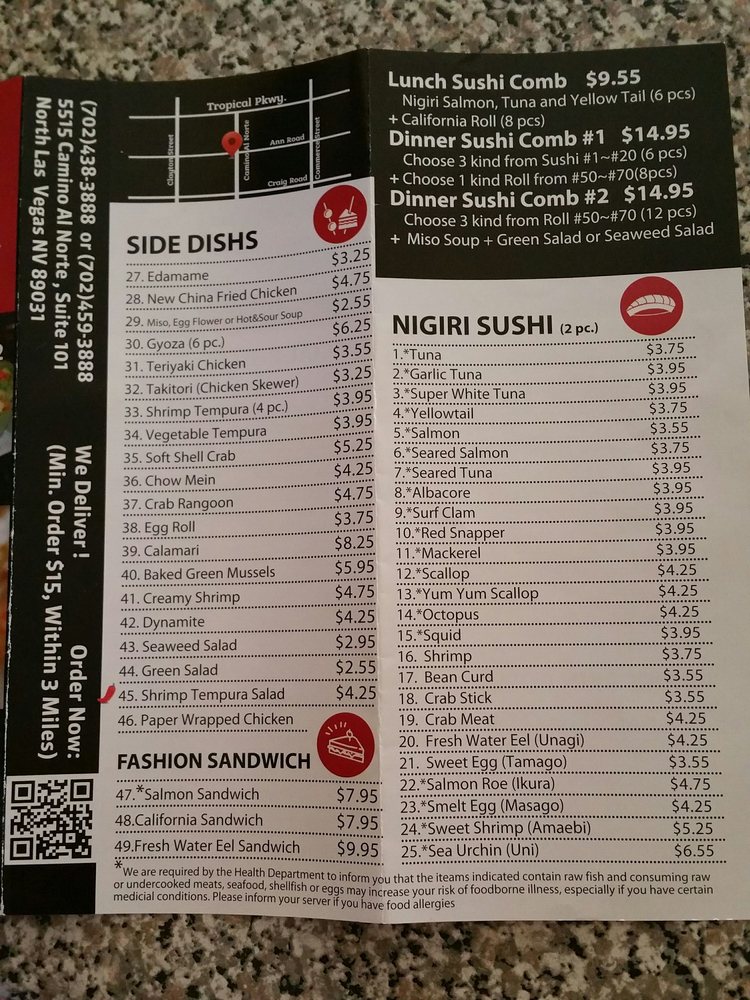 (702)438-3888 or (702)459-3888
5515 Camino Al Norte , Suite 101
North Las Vegas NV 89031
We Deliver!
(Min. Order $15, Within 3 Miles)
Order Now:
Tropical Pkwy.
Ann Road
Craig Road
Clayton Street
Camino Al Norte
Commerce Street
SIDE DISHS
27. Edamame $3.25
28. New China Fried Chicken $4.75
29. Miso, Egg Flower or Hot&Sour Soup $2.55
30. Gyoza (6 pc.) $6.25
31. Teriyaki Chicken $3.55
32. Takitori (Chicken Skewer) $3.25
33. Shrimp Tempura (4 pc.) $3.95
34. Vegetable Tempura $3.95
35. Soft Shell Crab $5.25
36. Chow Mein $4.25
37. Crab Rangoon $4.75
38. Egg Roll $3.75
39. Calamari $8.25
40. Baked Green Mussels $5.95
41. Creamy Shrimp $4.75
42. Dynamite $4.25
43. Seaweed Salad $2.95
44. Green Salad $2.55
45. Shrimp Tempura Salad $4.25
46. Paper Wrapped Chicken
FASHION SANDWICH
47.*Salmon Sandwich $7.95
48.California Sandwich $7.95
49.Fresh Water Eel Sandwich $9.95
Lunch Sushi Comb $9.55
Nigiri Salmon, Tuna and Yellow Tail (6 pcs)
+ California Roll (8 pcs)
Dinner Sushi Comb #1 $14.95
Choose 3 kind from Sushi #1~#20 (6 pcs)
+ Choose 1 kind Roll from #50~#70(8pcs)
Dinner Sushi Comb #2 $14.95
Choose 3 kind from Roll #50~#70 (12 pcs)
+ Miso Soup + Green Salad or Seaweed Salad
NIGIRI SUSHI (2 pc.)
1.*Tuna $3.75
2.*Garlic Tuna $3.95
3.*Super White Tuna $3.95
4.*Yellowtail $3.75
5.*Salmon $3.55
6.*Seared Salmon $3.75
7.*Seared Tuna $3.95
8.*Albacore $3.95
9.*Surf Clam $3.95
10.*Red Snapper $3.95
11.*Mackerel $3.95
12.*Scallop $4.25
13.*Yum Yum Scallop $4.25
14.*Octopus $4.25
15.*Squid $3.95
16. Shrimp $3.75
17. Bean Curd $3.55
18. Crab Stick $3.55
19. Crab Meat $4.25
20. Fresh Water Eel (Unagi) $4.25
21. Sweet Egg (Tamago) $3.55
22.*Salmon Roe (Ikura) $4.75
23.*Smelt Egg (Masago) $4.25
24.*Sweet Shrimp (Amaebi) $5.25
25.*Sea Urchin (Uni) $6.55
*We are required by the Health Department to inform you that the iteams indicated contain raw fish and consuming raw
or undercooked meats, seafood, shellfish or eggs may increase your risk of foodborne illness, especially if you have certain
medicial conditions. Please inform your server if you have food allergies